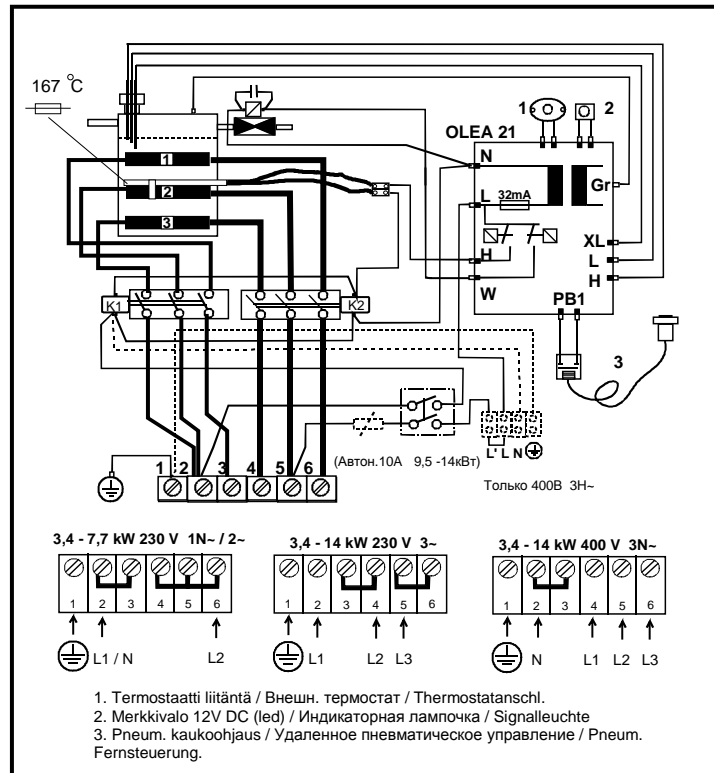 167 °C
1 2
OLEA 21
N
L 32mA Gr
1
2
3
XL
L
H H
W
K1 K2
PB1
3
(Автон.10А 9,5 -14кВт)
L' L N
Только 400В 3Н~
1 2 3 4 5 6
3,4 - 7,7 kW 230 V 1N~ / 2~
1 2 3 4 5 6
L1 / N L2
3,4 - 14 kW 230 V 3~
1 2 3 4 5 6
L1 L2 L3
3,4 - 14 kW 400 V 3N~
1 2 3 4 5 6
N L1 L2 L3
1. Termostaatti liitäntä / Внешн. термостат / Thermostatanschl.
2. Merkkivalo 12V DC (led) / Индикаторная лампочка / Signalleuchte
3. Pneum. kaukoohjaus / Удаленное пневматическое управление / Pneum.
Fernsteuerung.